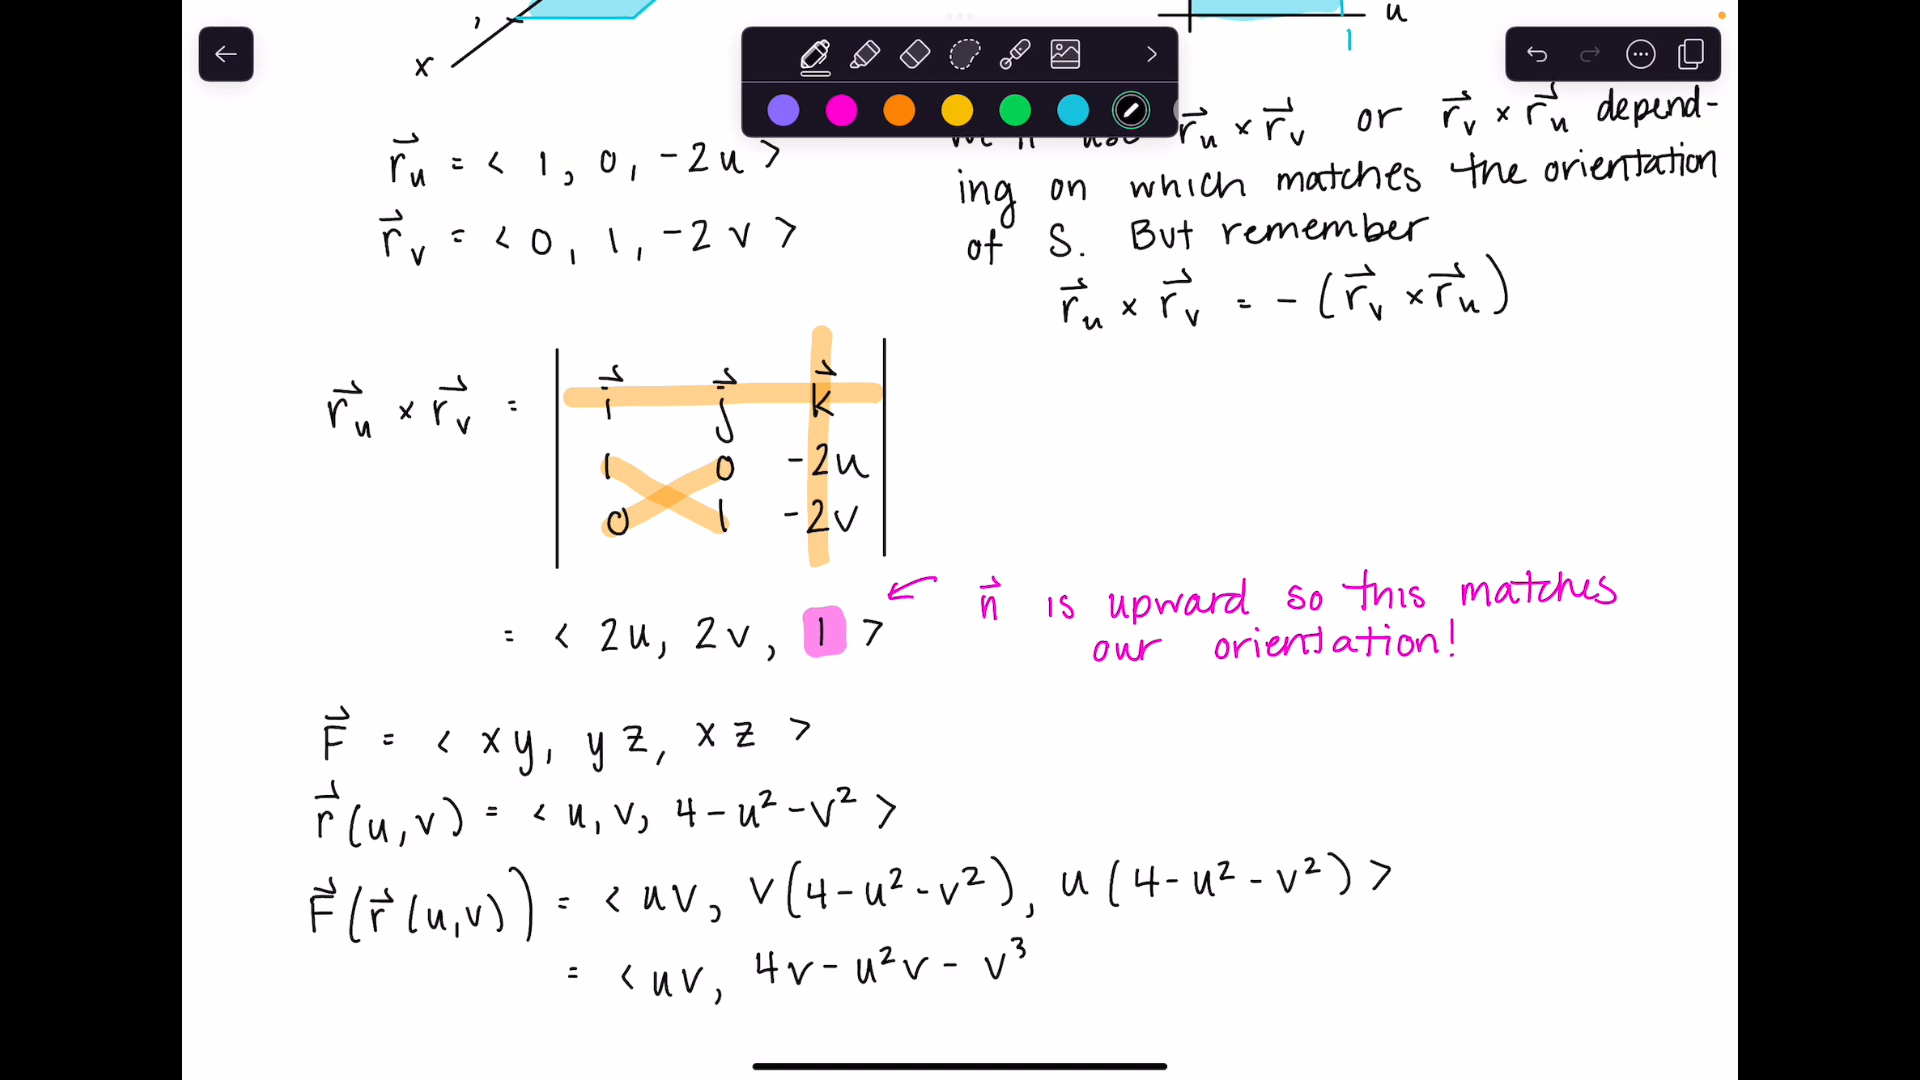 x
u
1
r⃗u = < 1, 0, -2u >
r⃗v = < 0, 1, -2v >
r⃗u × r⃗v or r⃗v × r⃗u depend-
ing on which matches the orientation
of S. But remember
r⃗u × r⃗v = - (r⃗v × r⃗u)
r⃗u × r⃗v =
i⃗ j⃗ k⃗
1 0 -2u
0 1 -2v
= < 2u, 2v, 1 >
n⃗ is upward so this matches
our orientation!
F⃗ = < xy, yz, xz >
r⃗(u,v) = < u, v, 4-u²-v² >
F⃗(r⃗(u,v)) = < uv, v(4-u²-v²), u(4-u²-v²) >
= < uv, 4v-u²v-v³